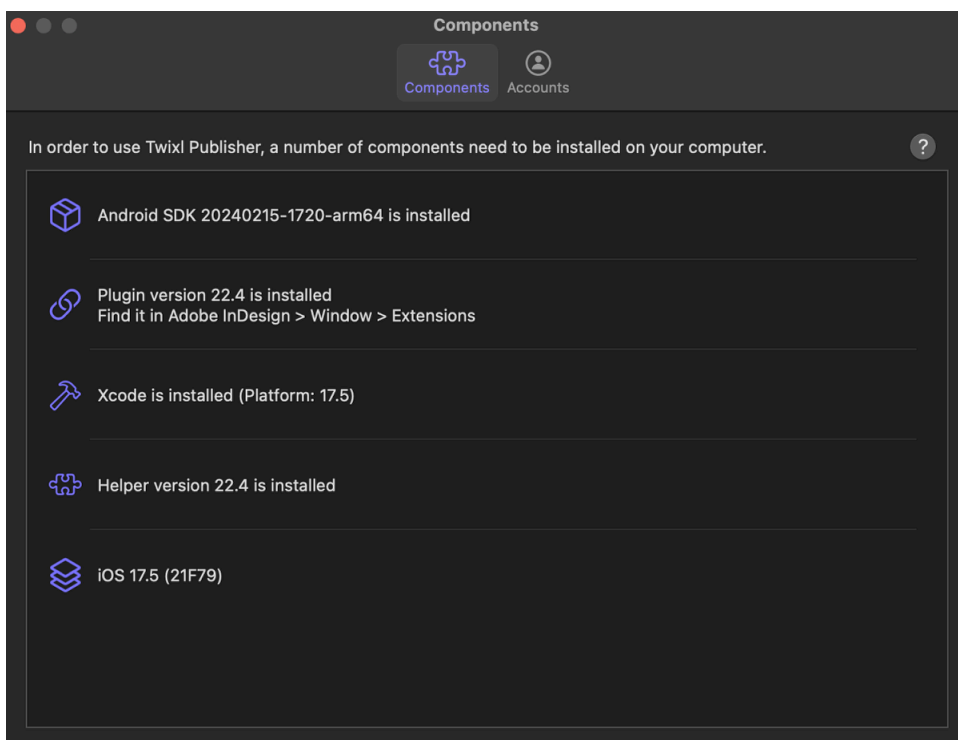 Components
Components
Accounts
In order to use Twixl Publisher, a number of components need to be installed on your computer.
?
Android SDK 20240215-1720-arm64 is installed
Plugin version 22.4 is installed
Find it in Adobe InDesign > Window > Extensions
Xcode is installed (Platform: 17.5)
Helper version 22.4 is installed
iOS 17.5 (21F79)